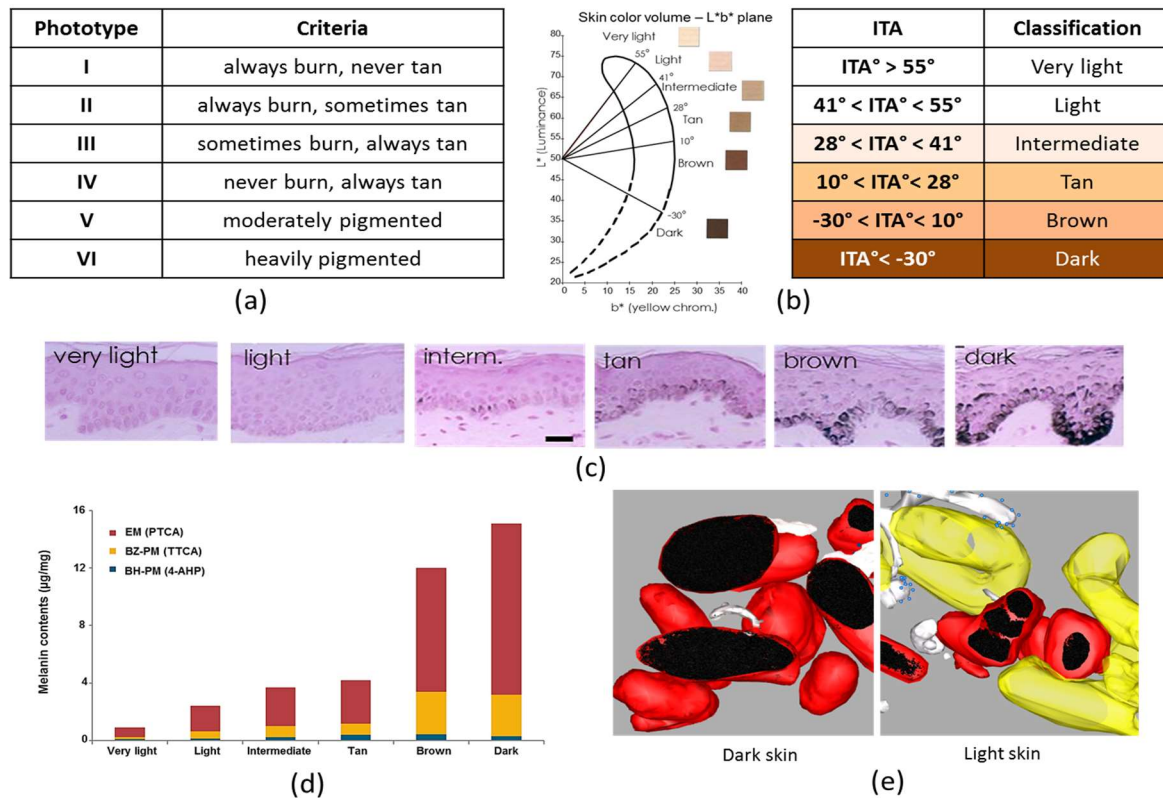 Phototype Criteria
I always burn, never tan
II always burn, sometimes tan
III sometimes burn, always tan
IV never burn, always tan
V moderately pigmented
VI heavily pigmented
(a)
Skin color volume – L*b* plane
80
75
70
65
60
55
50
45
40
35
30
25
20
L* (Luminance)
Very light
55°
Light
41°
Intermediate
28°
Tan
10°
Brown
-30°
Dark
0 5 10 15 20 25 30 35 40
b* (yellow chrom.)
ITA Classification
ITA° > 55° Very light
41° < ITA° < 55° Light
28° < ITA° < 41° Intermediate
10° < ITA°< 28° Tan
-30° < ITA°< 10° Brown
ITA°< -30° Dark
(b)
very light
light
interm.
tan
brown
dark
(c)
Melanin contents (µg/mg)
16
12
8
4
0
EM (PTCA)
BZ-PM (TTCA)
BH-PM (4-AHP)
Very light Light Intermediate Tan Brown Dark
(d)
Dark skin Light skin
(e)